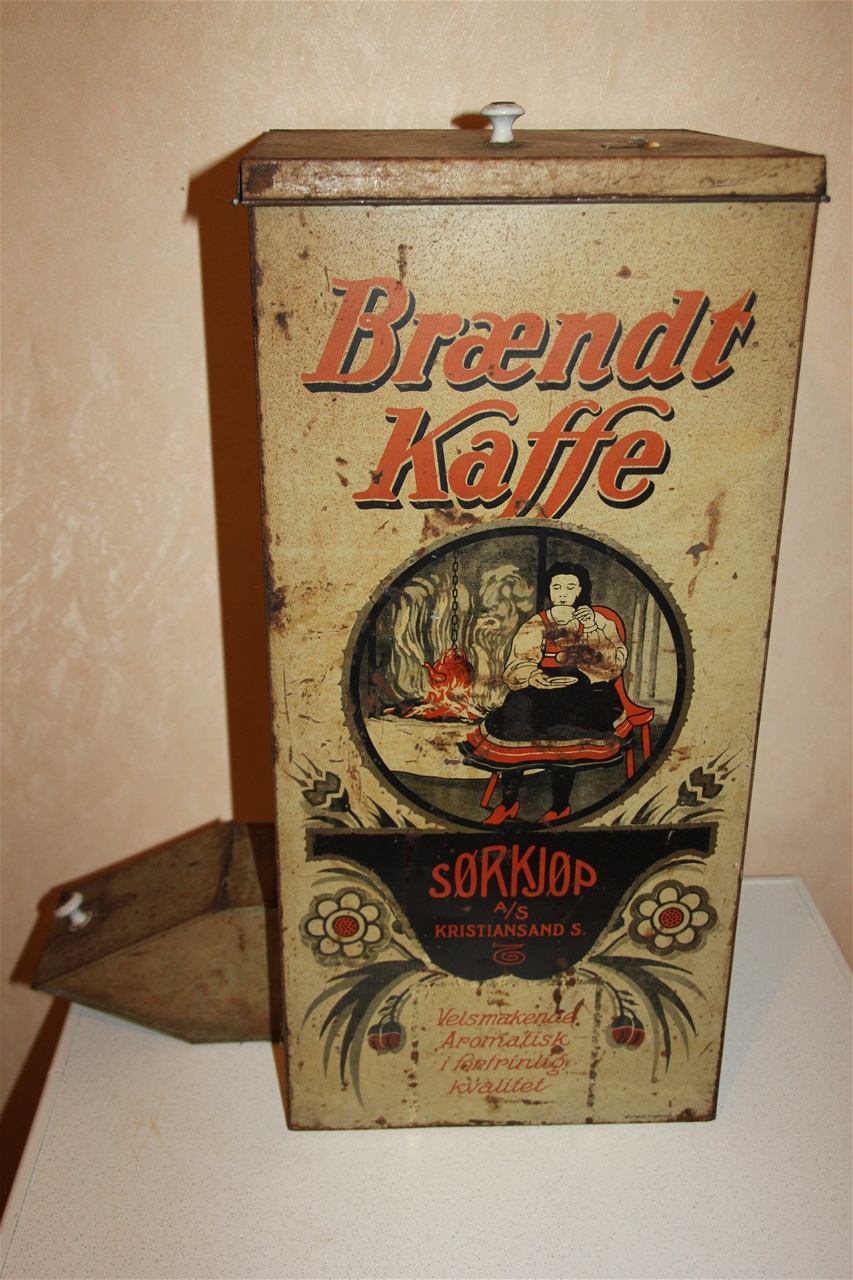 Brændt
Kaffe
SØRKJØP
A/S
KRISTIANSAND S.
Velsmakende
Aromatisk
i fortrinlig
kvalitet